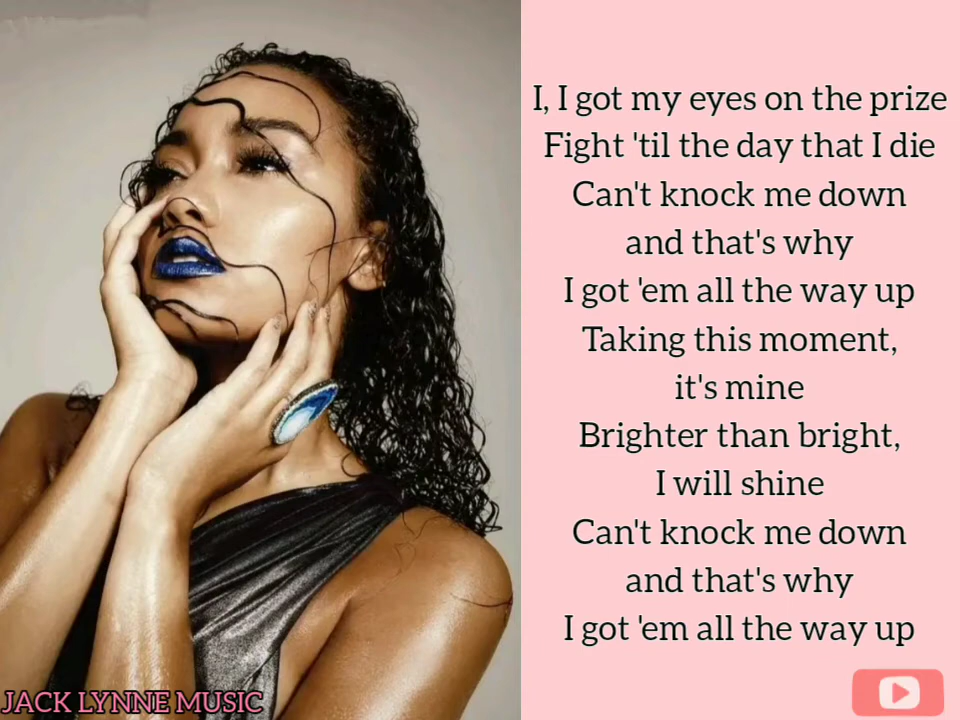 I, I got my eyes on the prize
Fight 'til the day that I die
Can't knock me down
and that's why
I got 'em all the way up
Taking this moment,
it's mine
Brighter than bright,
I will shine
Can't knock me down
and that's why
I got 'em all the way up
JACK LYNNE MUSIC